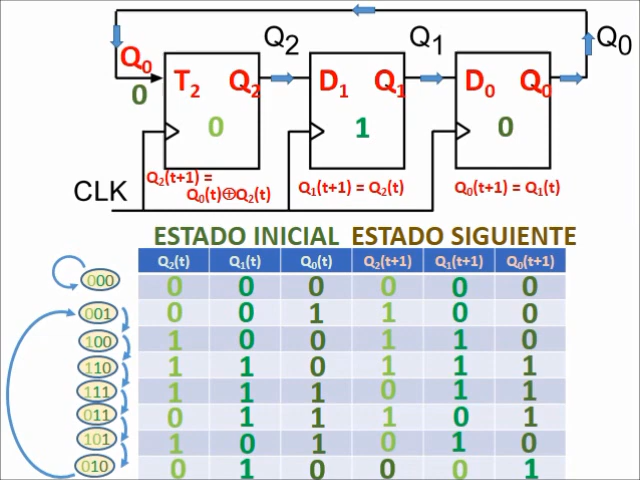 Q2 Q1 Q0
Q0
0
T2 Q2 D1 Q1 D0 Q0
0 1 0
Q2(t+1) =
Q0(t)⊕Q2(t)
Q1(t+1) = Q2(t)
Q0(t+1) = Q1(t)
CLK
ESTADO INICIAL ESTADO SIGUIENTE
Q2(t) Q1(t) Q0(t) Q2(t+1) Q1(t+1) Q0(t+1)
000 0 0 0 0 0 0
001 0 0 1 1 0 0
100 1 0 0 1 1 0
110 1 1 0 1 1 1
111 1 1 1 0 1 1
011 0 1 1 1 0 1
101 1 0 1 0 1 0
010 0 1 0 0 0 1